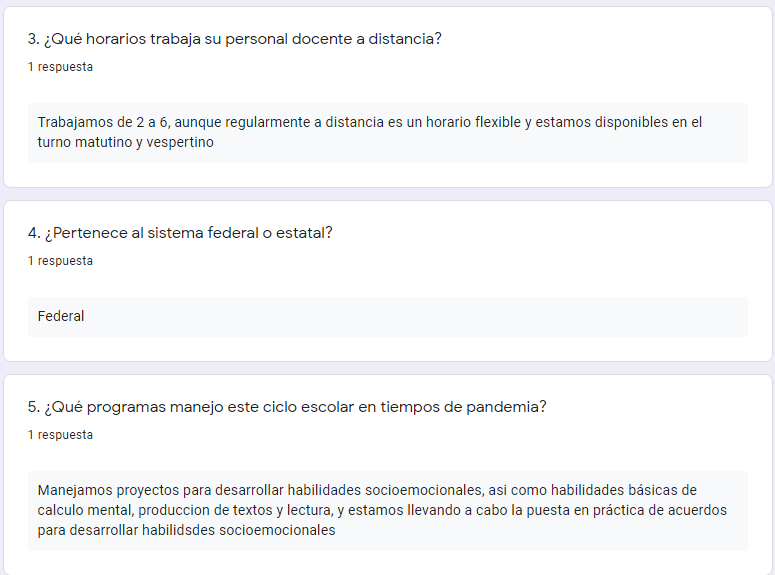 3. ¿Qué horarios trabaja su personal docente a distancia?
1 respuesta
Trabajamos de 2 a 6, aunque regularmente a distancia es un horario flexible y estamos disponibles en el
turno matutino y vespertino
4. ¿Pertenece al sistema federal o estatal?
1 respuesta
Federal
5. ¿Qué programas manejo este ciclo escolar en tiempos de pandemia?
1 respuesta
Manejamos proyectos para desarrollar habilidades socioemocionales, asi como habilidades básicas de
calculo mental, produccion de textos y lectura, y estamos llevando a cabo la puesta en práctica de acuerdos
para desarrollar habilidsdes socioemocionales